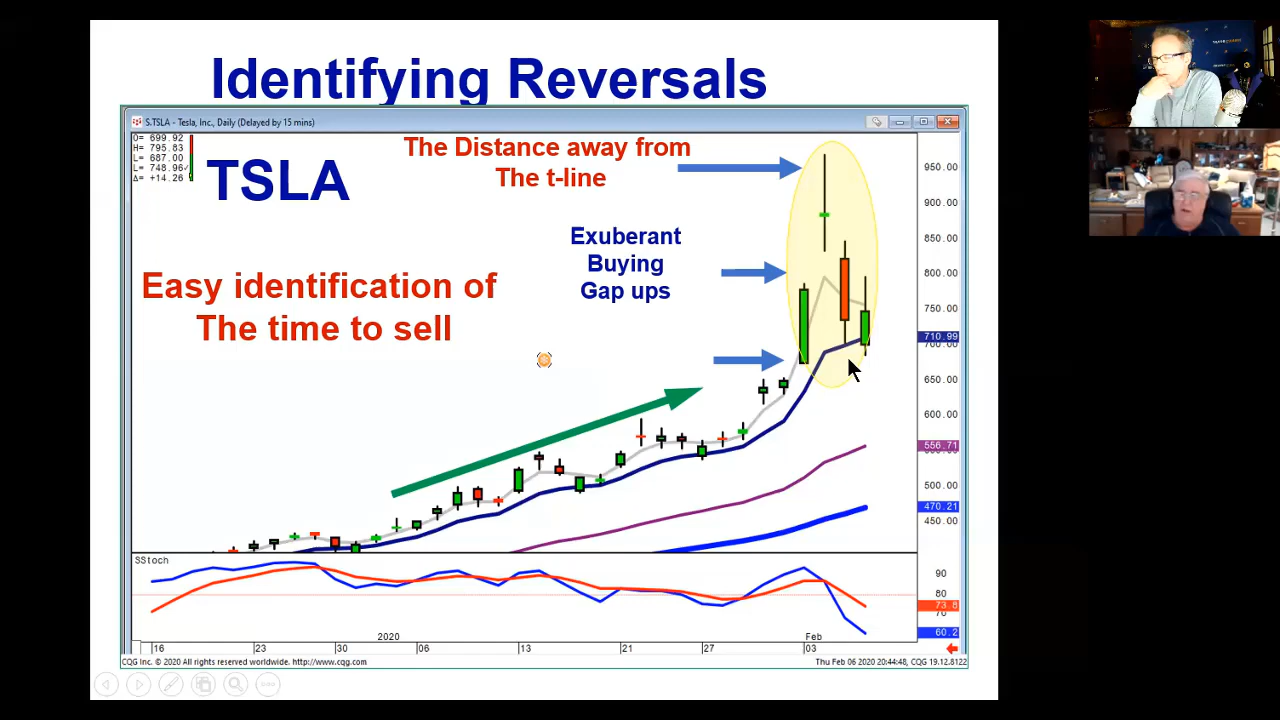 Identifying Reversals
S.TSLA - Tesla, Inc., Daily (Delayed by 15 mins)
O= 699.92
H= 795.83
L= 687.00
L= 748.96✓
Δ= +14.26
TSLA
The Distance away from
The t-line
Exuberant
Buying
Gap ups
Easy identification of
The time to sell
950.00
900.00
850.00
800.00
750.00
710.99
700.00
650.00
600.00
556.71
500.00
470.21
450.00
SStoch
90
80
73.8
70
60.2
2020
Feb
16
23
30
06
13
21
27
03
CQG Inc. © 2020 All rights reserved worldwide. http://www.cqg.com
Thu Feb 06 2020 20:44:48, CQG 19.12.8122